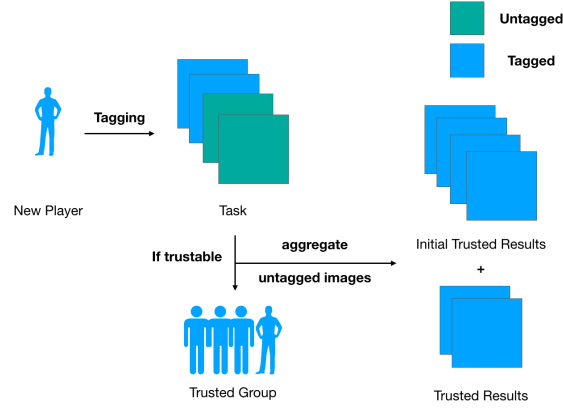 Untagged
Tagged
Tagging
New Player
Task
Initial Trusted Results
If trustable
aggregate
untagged images
+
Trusted Group
Trusted Results